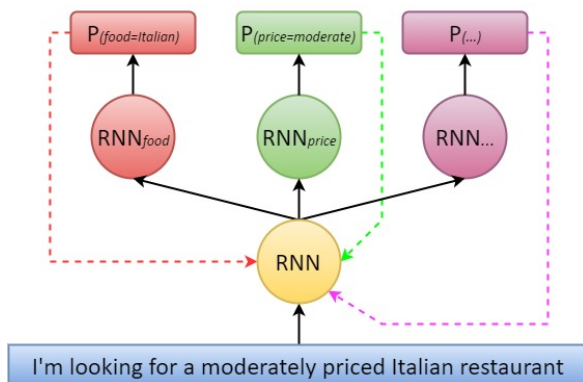 P(food=Italian) P(price=moderate) P(...)
RNNfood RNNprice RNN...
RNN
I'm looking for a moderately priced Italian restaurant